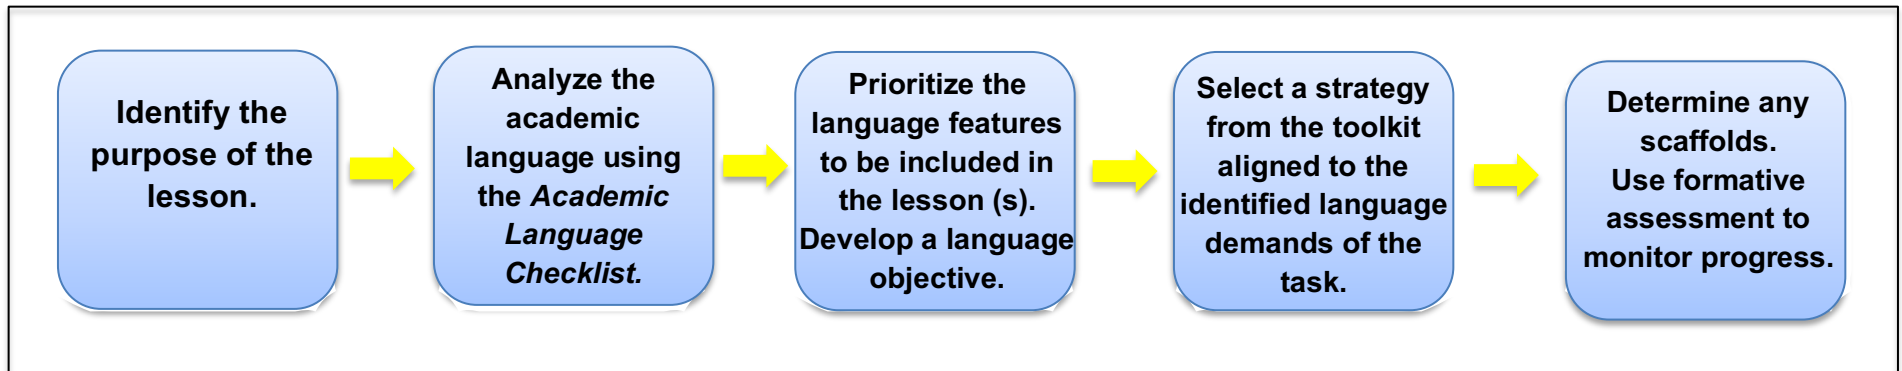 Identify the
purpose of the
lesson.
Analyze the
academic
language using
the Academic
Language
Checklist.
Prioritize the
language features
to be included in
the lesson (s).
Develop a language
objective.
Select a strategy
from the toolkit
aligned to the
identified language
demands of the
task.
Determine any
scaffolds.
Use formative
assessment to
monitor progress.